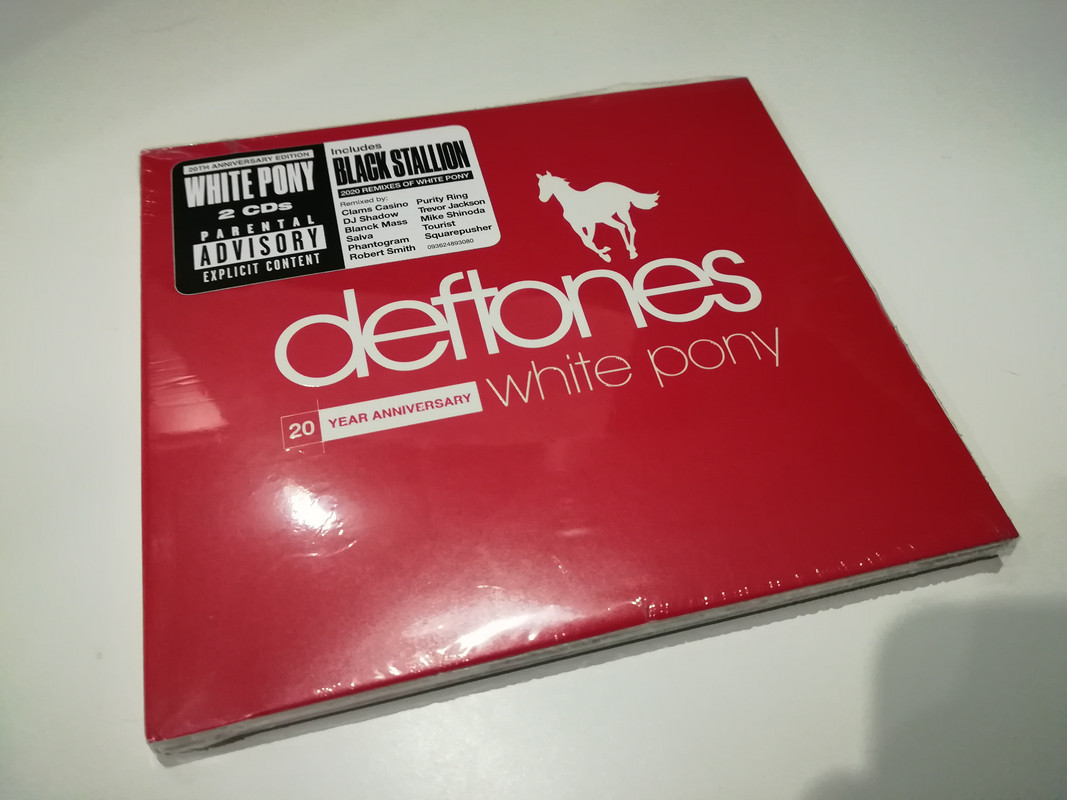 20TH ANNIVERSARY EDITION
WHITE PONY
2 CDs
PARENTAL
ADVISORY
EXPLICIT CONTENT
Includes
BLACK STALLION
2020 REMIXES OF WHITE PONY
Remixed by:
Clams Casino
DJ Shadow
Blanck Mass
Salva
Phantogram
Robert Smith
Purity Ring
Trevor Jackson
Mike Shinoda
Tourist
Squarepusher
093624893080
deftones
white pony
20 YEAR ANNIVERSARY